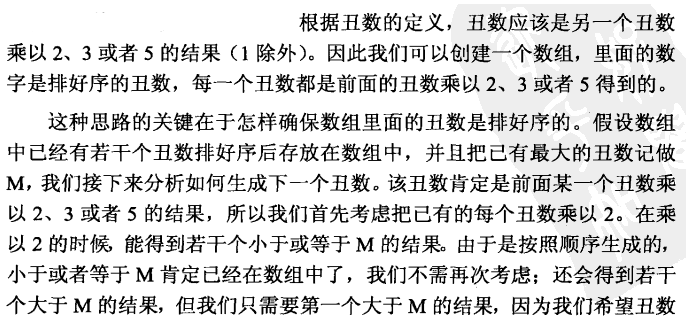 根据丑数的定义，丑数应该是另一个丑数
乘以 2、3 或者 5 的结果（1 除外）。因此我们可以创建一个数组，里面的数
字是排好序的丑数，每一个丑数都是前面的丑数乘以 2、3 或者 5 得到的。
这种思路的关键在于怎样确保数组里面的丑数是排好序的。假设数组
中已经有若干个丑数排好序后存放在数组中，并且把已有最大的丑数记做
M，我们接下来分析如何生成下一个丑数。该丑数肯定是前面某一个丑数乘
以 2、3 或者 5 的结果，所以我们首先考虑把已有的每个丑数乘以 2。在乘
以 2 的时候，能得到若干个小于或等于 M 的结果。由于是按照顺序生成的，
小于或者等于 M 肯定已经在数组中了，我们不需再次考虑；还会得到若干
个大于 M 的结果，但我们只需要第一个大于 M 的结果，因为我们希望丑数